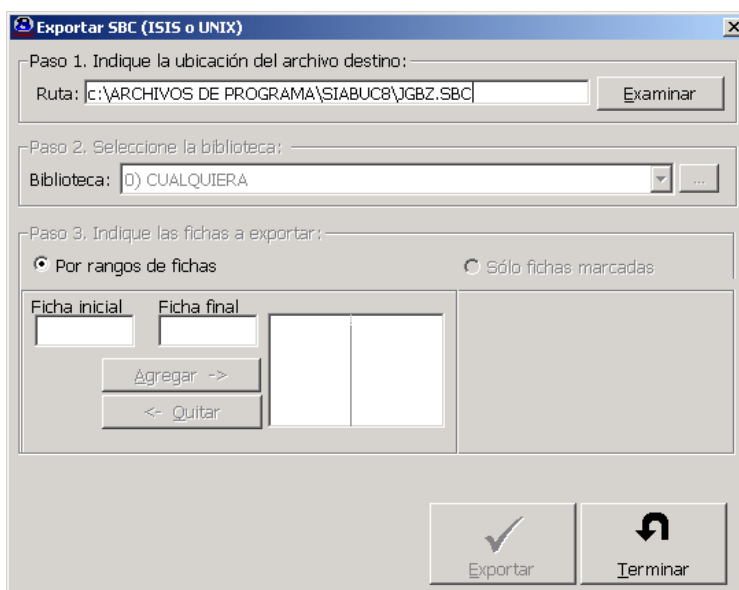 Exportar SBC (ISIS o UNIX)
Paso 1. Indique la ubicación del archivo destino:
Ruta: c:\ARCHIVOS DE PROGRAMA\SIABUC8\JGBZ.SBC
Examinar
Paso 2. Seleccione la biblioteca:
Biblioteca: 0) CUALQUIERA
...
Paso 3. Indique las fichas a exportar:
Por rangos de fichas
Sólo fichas marcadas
Ficha inicial Ficha final
Agregar ->
<- Quitar
Exportar
Terminar